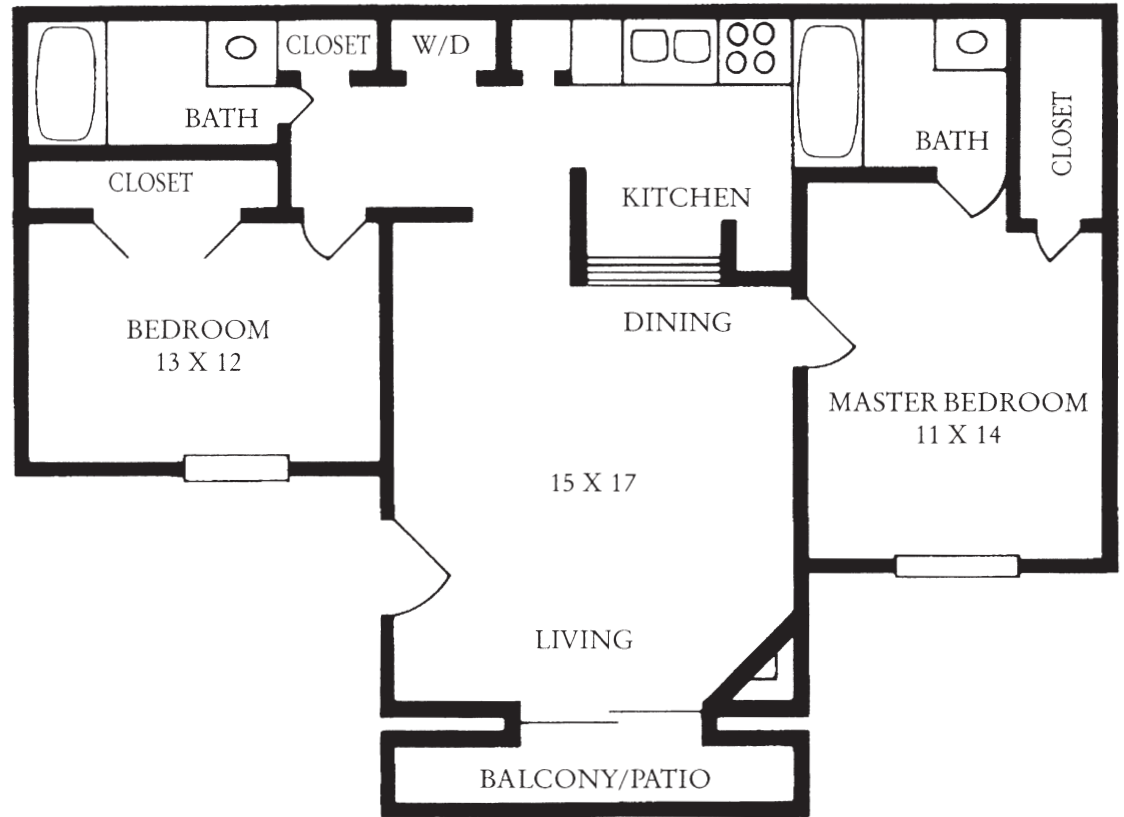 CLOSET
W/D
BATH
CLOSET
BATH
CLOSET
KITCHEN
DINING
BEDROOM
13 X 12
MASTER BEDROOM
11 X 14
15 X 17
LIVING
BALCONY/PATIO